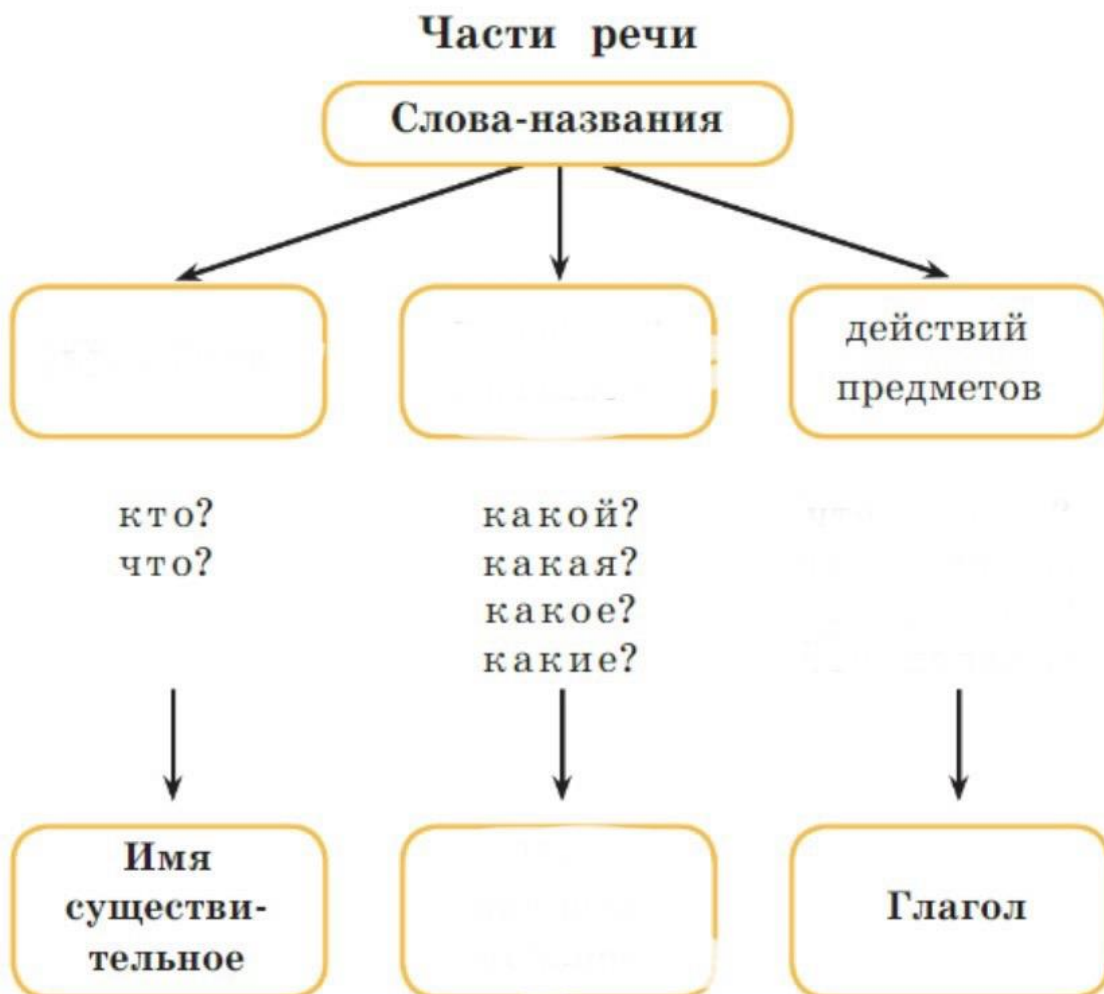 Части речи
Слова-названия
действий
предметов
кто?
что?
какой?
какая?
какое?
какие?
Имя
существи-
тельное
Глагол